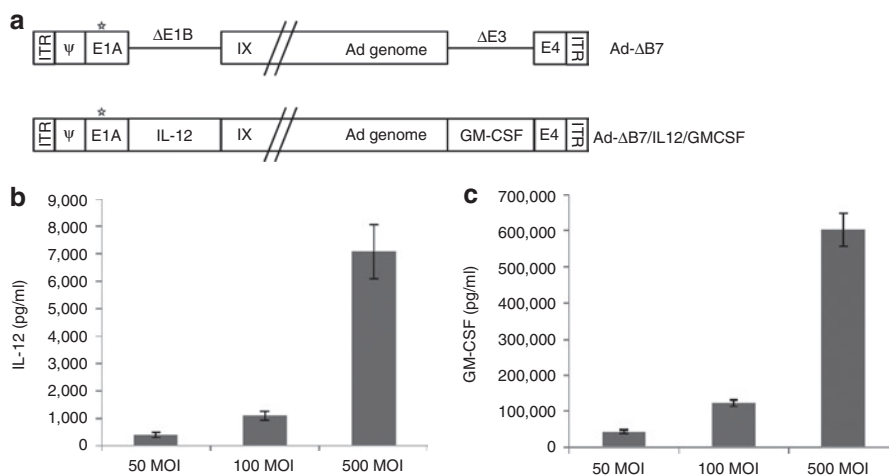 a
☆
ITR ψ E1A ΔE1B IX Ad genome ΔE3 E4 ITR Ad-ΔB7
☆
ITR ψ E1A IL-12 IX Ad genome GM-CSF E4 ITR Ad-ΔB7/IL12/GMCSF
b
IL-12 (pg/ml)
9,000
8,000
7,000
6,000
5,000
4,000
3,000
2,000
1,000
0
50 MOI 100 MOI 500 MOI
c
GM-CSF (pg/ml)
700,000
600,000
500,000
400,000
300,000
200,000
100,000
0
50 MOI 100 MOI 500 MOI